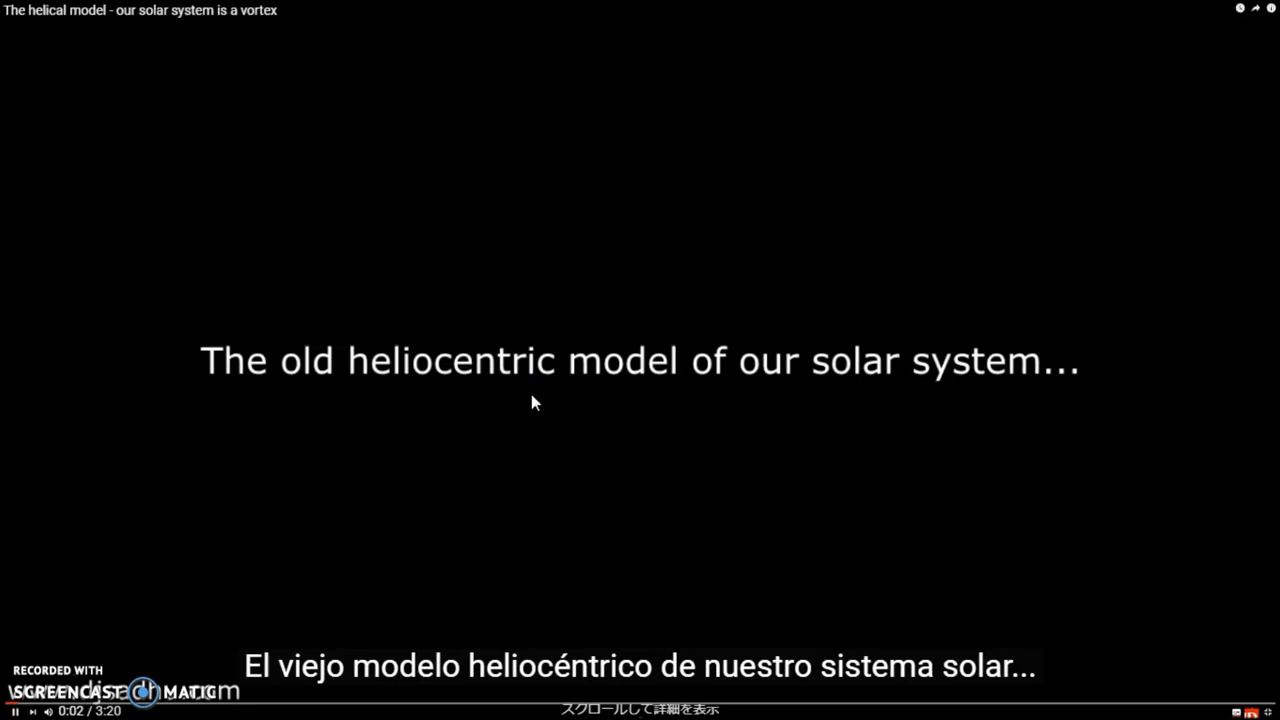 The helical model - our solar system is a vortex
The old heliocentric model of our solar system...
El viejo modelo heliocéntrico de nuestro sistema solar...
RECORDED WITH
SCREENCAST MATIC
0:02 / 3:20
スクロールして詳細を表示